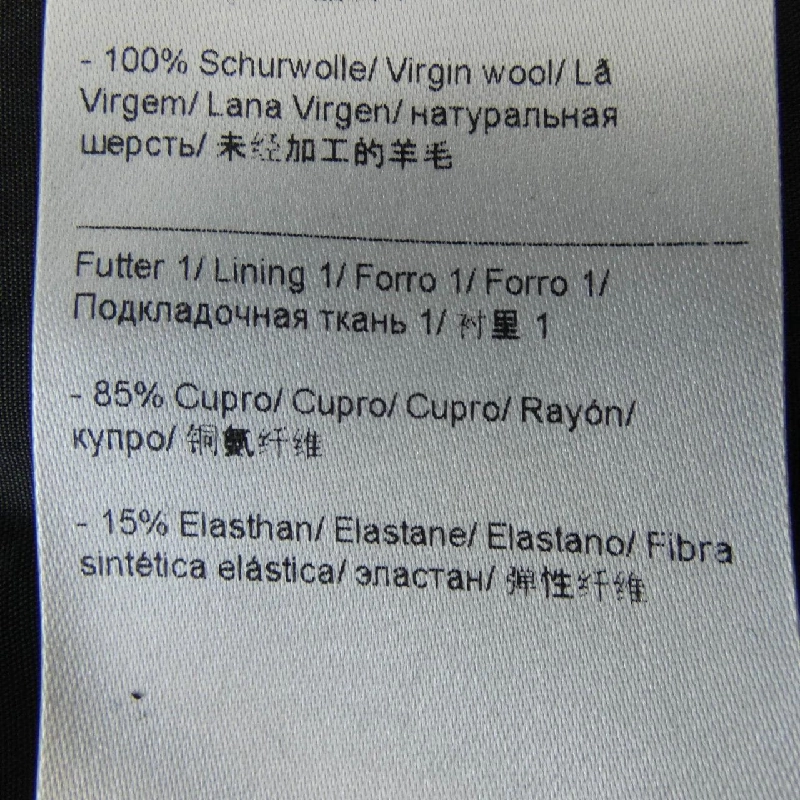 - 100% Schurwolle/ Virgin wool/ Lã
Virgem/ Lana Virgen/ натуральная
шерсть/ 未经加工的羊毛
Futter 1/ Lining 1/ Forro 1/ Forro 1/
Подкладочная ткань 1/ 衬里 1
- 85% Cupro/ Cupro/ Cupro/ Rayón/
купро/ 铜氨纤维
- 15% Elasthan/ Elastane/ Elastano/ Fibra
sintética elástica/ эластан/ 弹性纤维